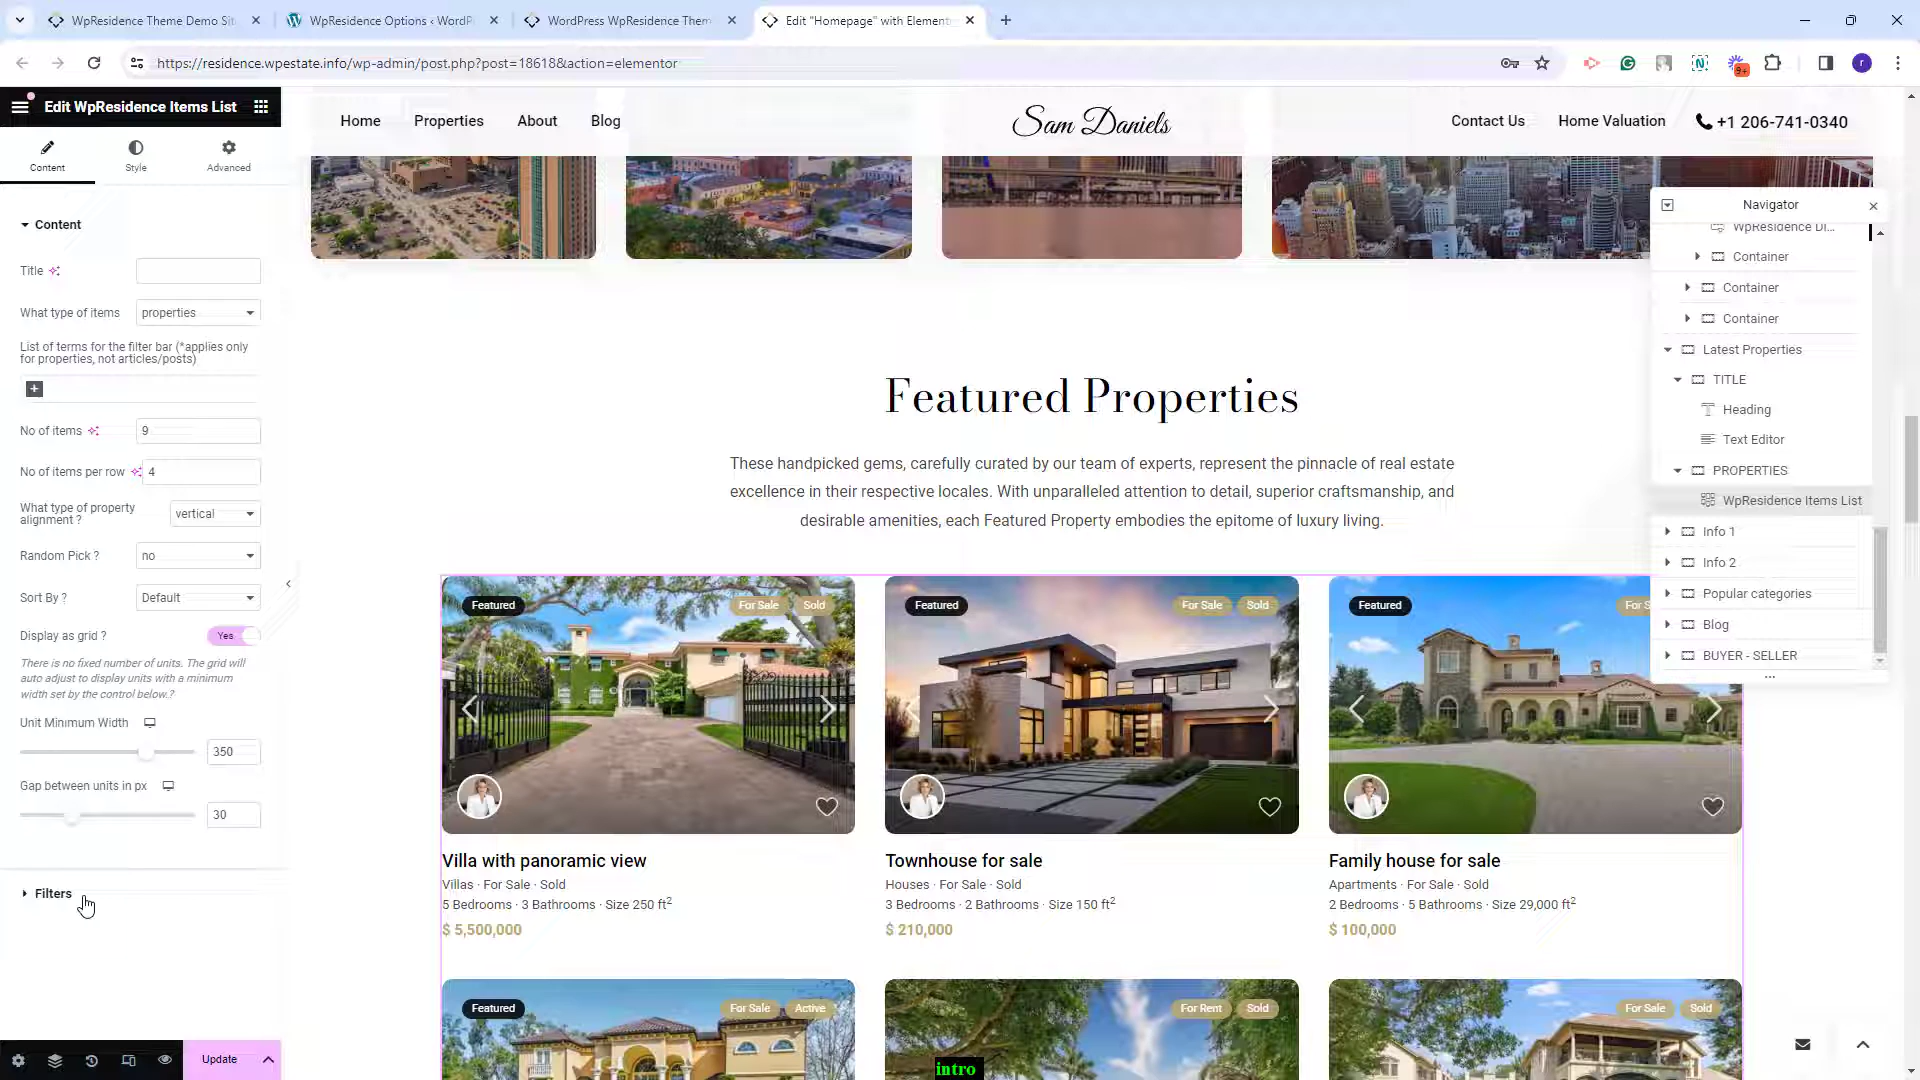 WpResidence Theme Demo Sit
WpResidence Options ‹ WordP
WordPress WpResidence Them
Edit "Homepage" with Elemente
https://residence.wpestate.info/wp-admin/post.php?post=18618&action=elementor
9+
r
Edit WpResidence Items List
Content
Style
Advanced
Content
Title
What type of items
properties
List of terms for the filter bar (*applies only
for properties, not articles/posts)
No of items
9
No of items per row
4
What type of property
alignment ?
vertical
Random Pick ?
no
Sort By ?
Default
Display as grid ?
Yes
There is no fixed number of units. The grid will
auto adjust to display units with a minimum
width set by the control below.?
Unit Minimum Width
350
Gap between units in px
30
Filters
Update
Home
Properties
About
Blog
Sam Daniels
Contact Us
Home Valuation
+1 206-741-0340
Featured Properties
These handpicked gems, carefully curated by our team of experts, represent the pinnacle of real estate
excellence in their respective locales. With unparalleled attention to detail, superior craftsmanship, and
desirable amenities, each Featured Property embodies the epitome of luxury living.
Featured
For Sale
Sold
Villa with panoramic view
Villas · For Sale · Sold
5 Bedrooms · 3 Bathrooms · Size 250 ft2
$ 5,500,000
Featured
For Sale
Sold
Townhouse for sale
Houses · For Sale · Sold
3 Bedrooms · 2 Bathrooms · Size 150 ft2
$ 210,000
Featured
For S
Family house for sale
Apartments · For Sale · Sold
2 Bedrooms · 5 Bathrooms · Size 29,000 ft2
$ 100,000
Featured
For Sale
Active
For Rent
Sold
For Sale
Sold
intro
Navigator
WpResidence Di...
Container
Container
Container
Latest Properties
TITLE
Heading
Text Editor
PROPERTIES
WpResidence Items List
Info 1
Info 2
Popular categories
Blog
BUYER - SELLER
...